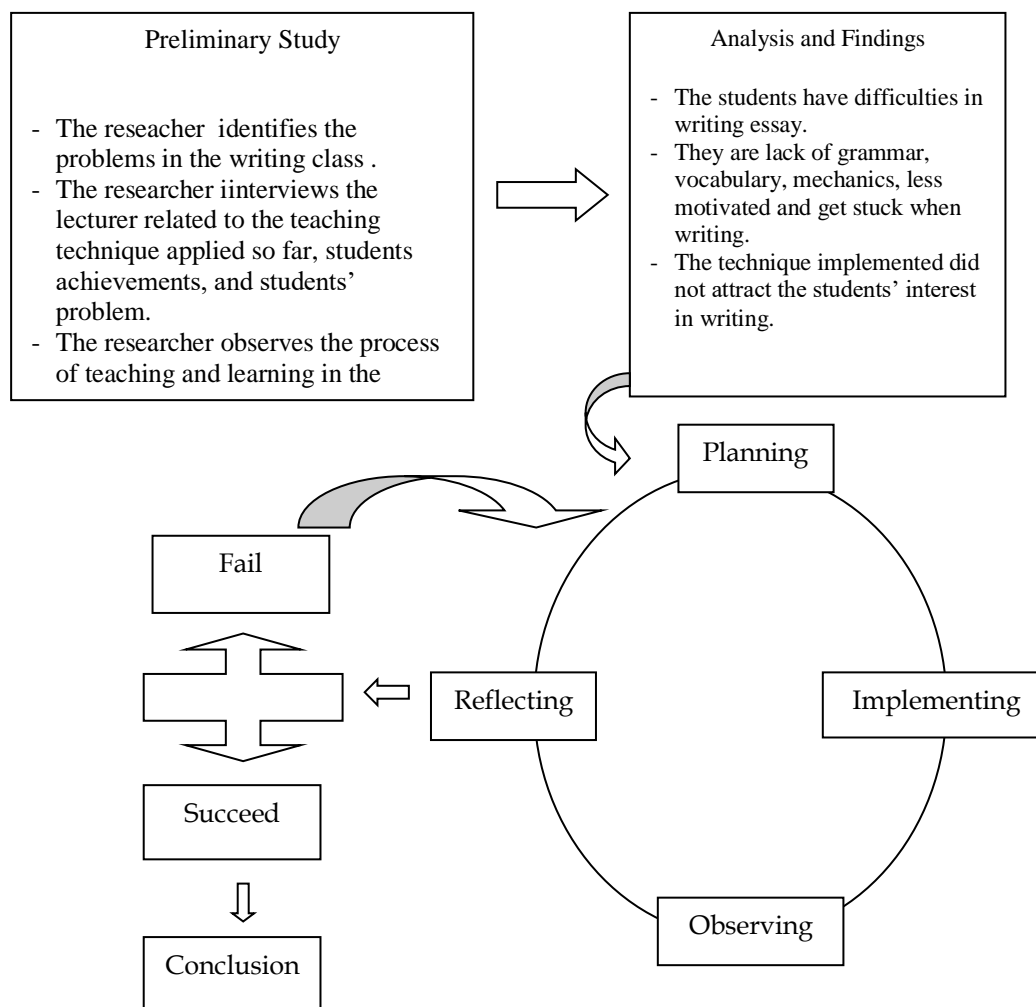 Preliminary Study
- The reseacher identifies the
problems in the writing class .
- The researcher iinterviews the
lecturer related to the teaching
technique applied so far, students
achievements, and students’
problem.
- The researcher observes the process
of teaching and learning in the
Analysis and Findings
- The students have difficulties in
writing essay.
- They are lack of grammar,
vocabulary, mechanics, less
motivated and get stuck when
writing.
- The technique implemented did
not attract the students’ interest
in writing.
Planning
Fail
Reflecting
Implementing
Succeed
Observing
Conclusion